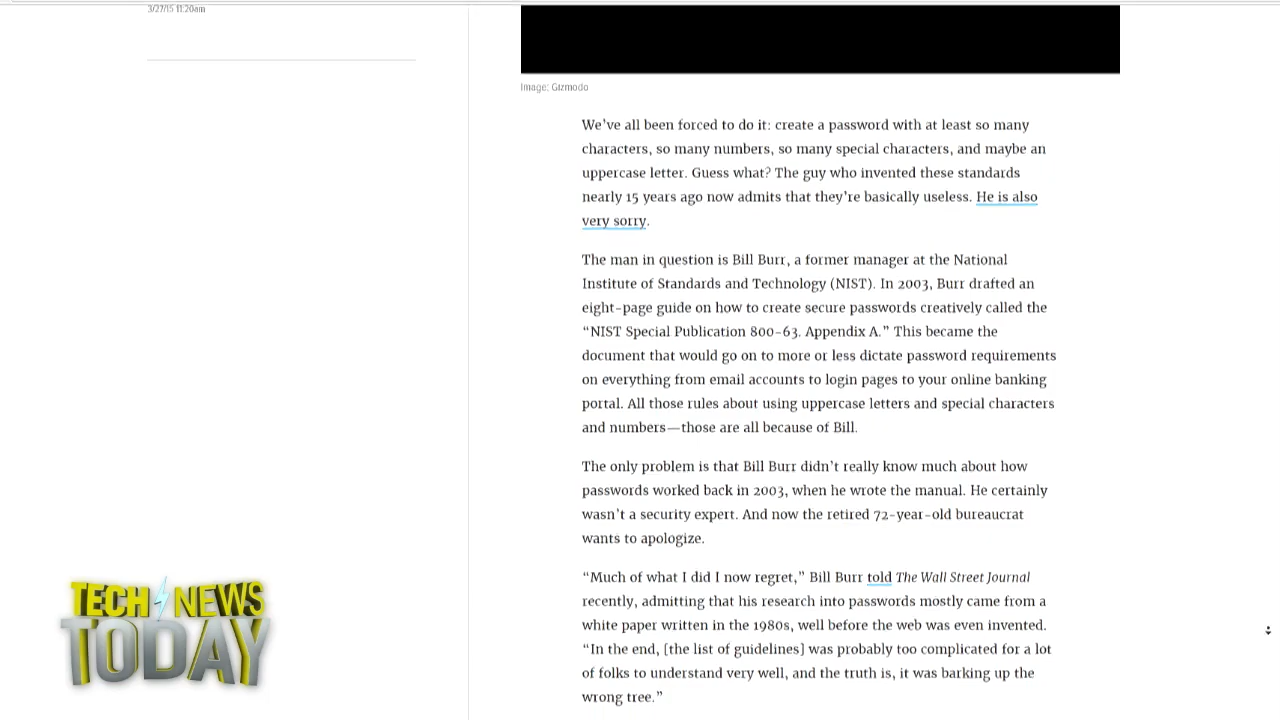 3/27/15 11:20am
Image: Gizmodo
We've all been forced to do it: create a password with at least so many
characters, so many numbers, so many special characters, and maybe an
uppercase letter. Guess what? The guy who invented these standards
nearly 15 years ago now admits that they're basically useless. He is also
very sorry.
The man in question is Bill Burr, a former manager at the National
Institute of Standards and Technology (NIST). In 2003, Burr drafted an
eight-page guide on how to create secure passwords creatively called the
“NIST Special Publication 800-63. Appendix A.” This became the
document that would go on to more or less dictate password requirements
on everything from email accounts to login pages to your online banking
portal. All those rules about using uppercase letters and special characters
and numbers—those are all because of Bill.
The only problem is that Bill Burr didn't really know much about how
passwords worked back in 2003, when he wrote the manual. He certainly
wasn't a security expert. And now the retired 72-year-old bureaucrat
wants to apologize.
“Much of what I did I now regret,” Bill Burr told The Wall Street Journal
recently, admitting that his research into passwords mostly came from a
white paper written in the 1980s, well before the web was even invented.
“In the end, [the list of guidelines] was probably too complicated for a lot
of folks to understand very well, and the truth is, it was barking up the
wrong tree.”
TECH NEWS
TODAY